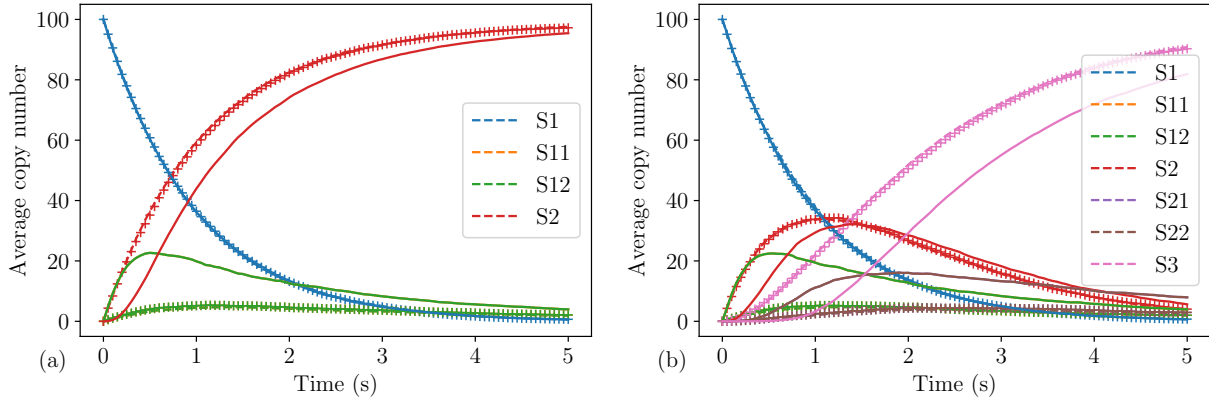 100
80
60
40
20
0
Average copy number
0 1 2 3 4 5
Time (s)
(a)
S1
S11
S12
S2
100
80
60
40
20
0
Average copy number
0 1 2 3 4 5
Time (s)
(b)
S1
S11
S12
S2
S21
S22
S3